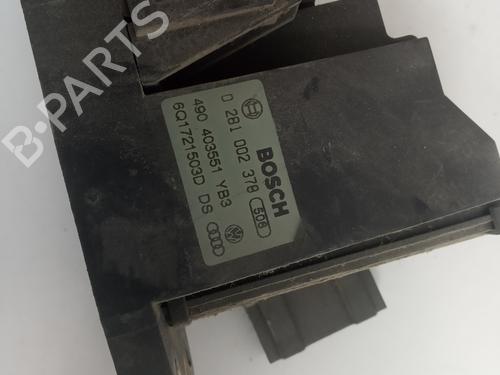 BOSCH
0 281 002 378 506
490 403551 YB3
6Q1721503D DS
B-PARTS